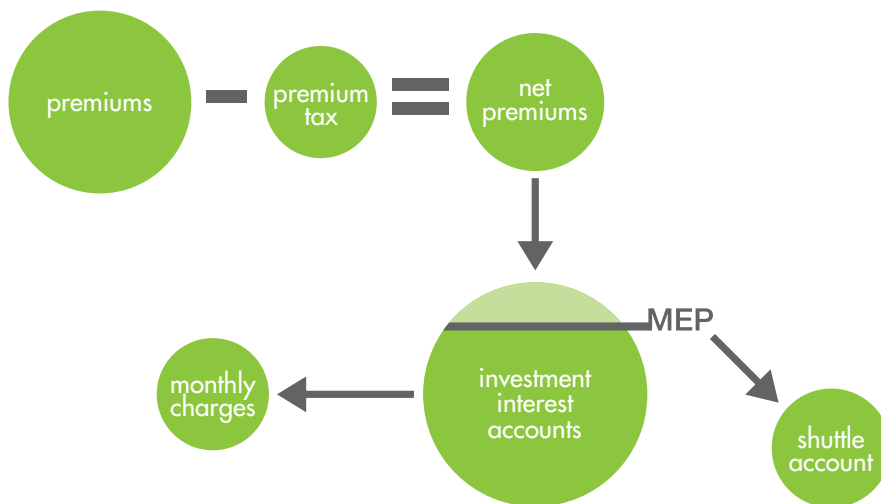 premiums
premium
tax
net
premiums
MEP
monthly
charges
investment
interest
accounts
shuttle
account